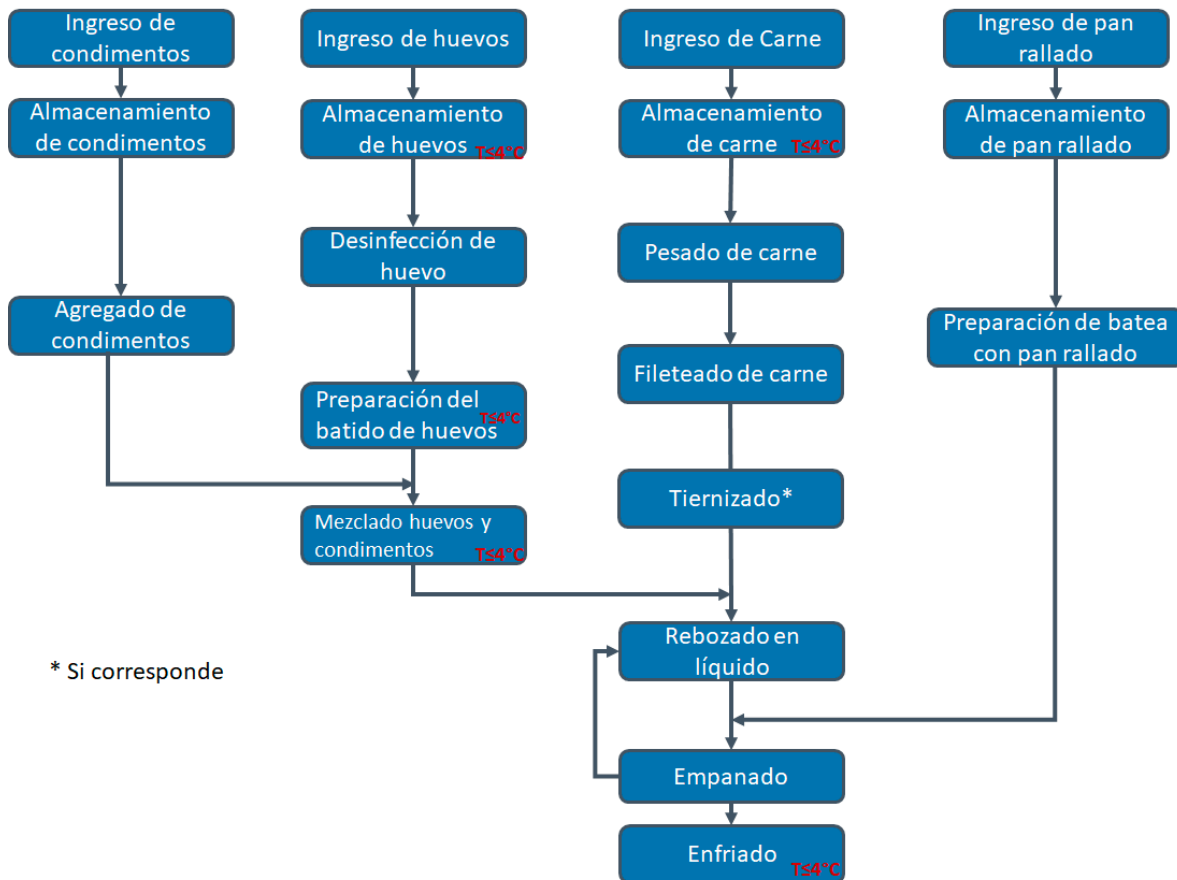 Ingreso de
condimentos
Ingreso de huevos
Ingreso de Carne
Ingreso de pan
rallado
Almacenamiento
de condimentos
Almacenamiento
de huevos T≤4°C
Almacenamiento
de carne T≤4°C
Almacenamiento
de pan rallado
Desinfección de
huevo
Pesado de carne
Agregado de
condimentos
Preparación de batea
con pan rallado
Fileteado de carne
Preparación del
batido de huevos T≤4°C
Tiernizado*
Mezclado huevos y
condimentos T≤4°C
Rebozado en
líquido
* Si corresponde
Empanado
Enfriado T≤4°C